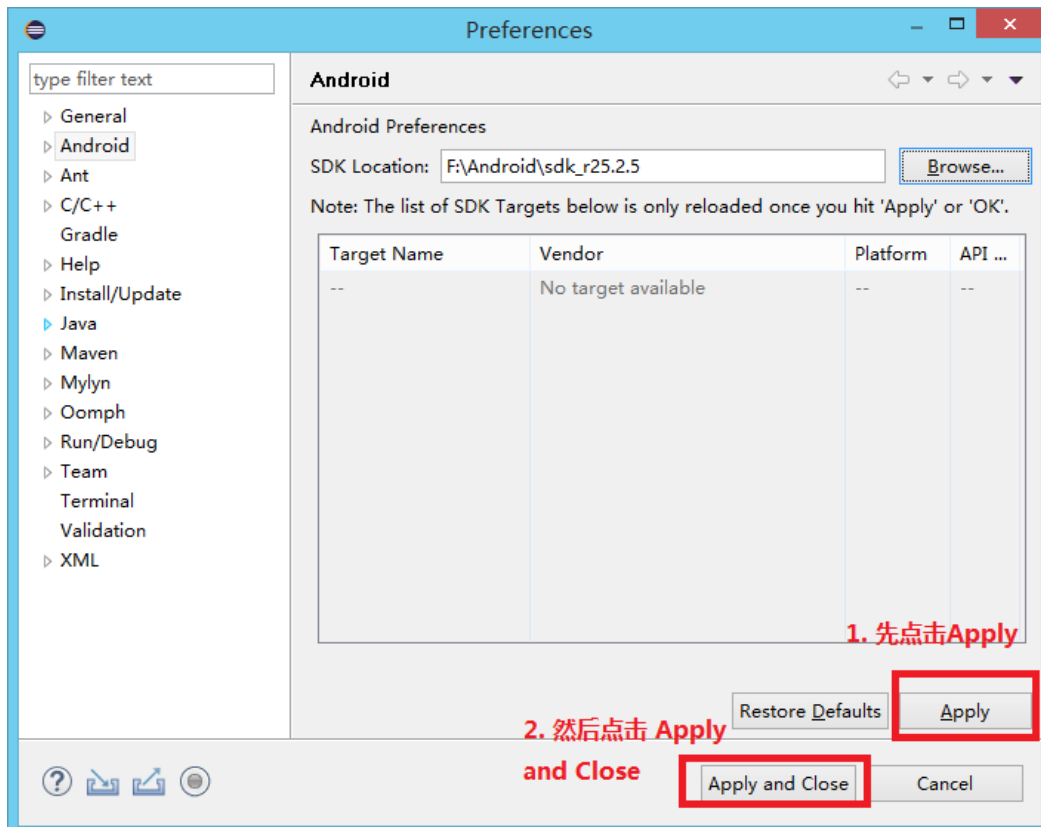 Preferences
type filter text
General
Android
Ant
C/C++
Gradle
Help
Install/Update
Java
Maven
Mylyn
Oomph
Run/Debug
Team
Terminal
Validation
XML
Android
Android Preferences
SDK Location: F:\Android\sdk_r25.2.5 Browse...
Note: The list of SDK Targets below is only reloaded once you hit 'Apply' or 'OK'.
Target Name Vendor Platform API ...
-- No target available -- --
1. 先点击Apply
Restore Defaults Apply
2. 然后点击 Apply
and Close
Apply and Close Cancel